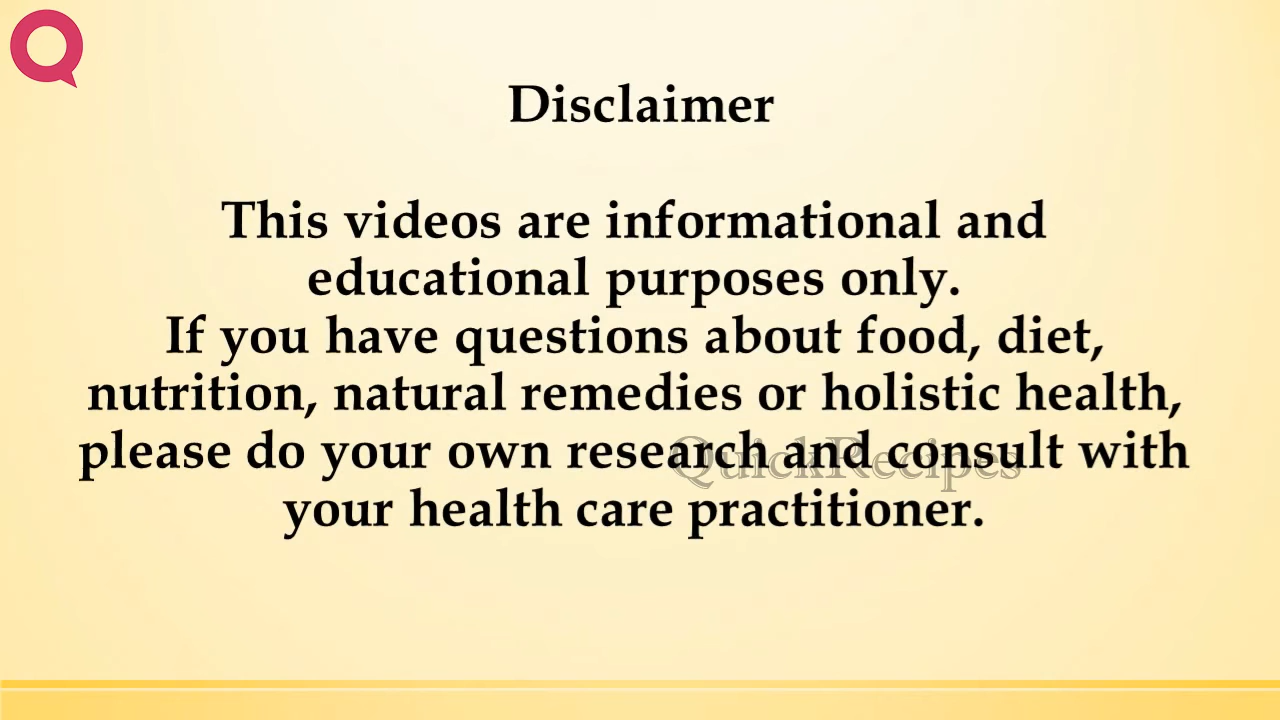 Disclaimer
This videos are informational and
educational purposes only.
If you have questions about food, diet,
nutrition, natural remedies or holistic health,
please do your own research and consult with
QuickRecipes
your health care practitioner.